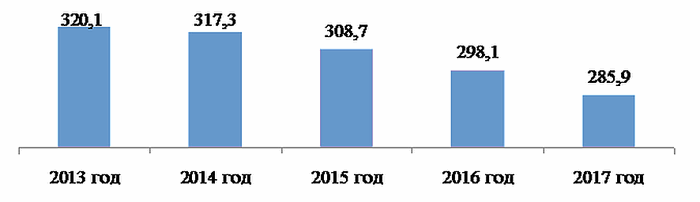 320,1
317,3
308,7
298,1
285,9
2013 год
2014 год
2015 год
2016 год
2017 год